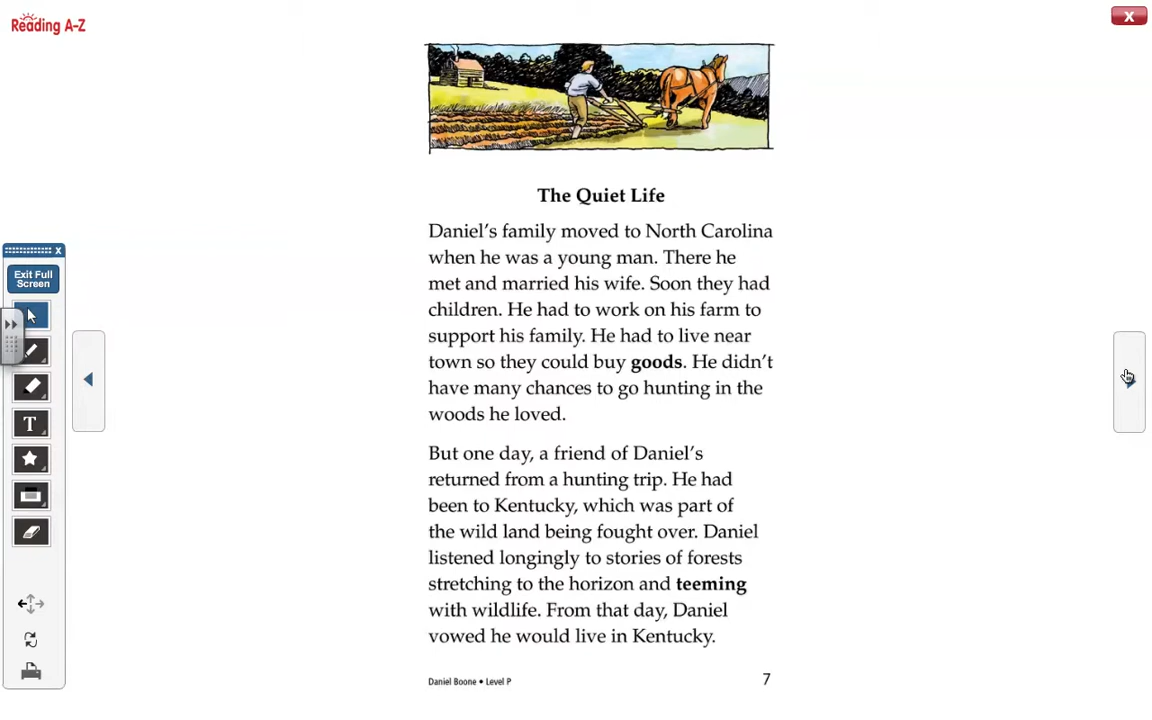 Reading A-Z
X
x
Exit Full
Screen
T
The Quiet Life
Daniel's family moved to North Carolina
when he was a young man. There he
met and married his wife. Soon they had
children. He had to work on his farm to
support his family. He had to live near
town so they could buy goods. He didn't
have many chances to go hunting in the
woods he loved.
But one day, a friend of Daniel's
returned from a hunting trip. He had
been to Kentucky, which was part of
the wild land being fought over. Daniel
listened longingly to stories of forests
stretching to the horizon and teeming
with wildlife. From that day, Daniel
vowed he would live in Kentucky.
Daniel Boone • Level P 7